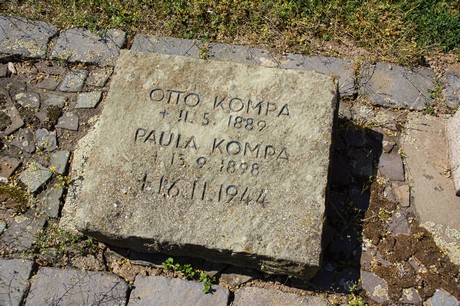 OTTO KOMPA
+ 11. 5. 1889
PAULA KOMPA
+ 13. 9. 1898
+ 16. 11. 1944